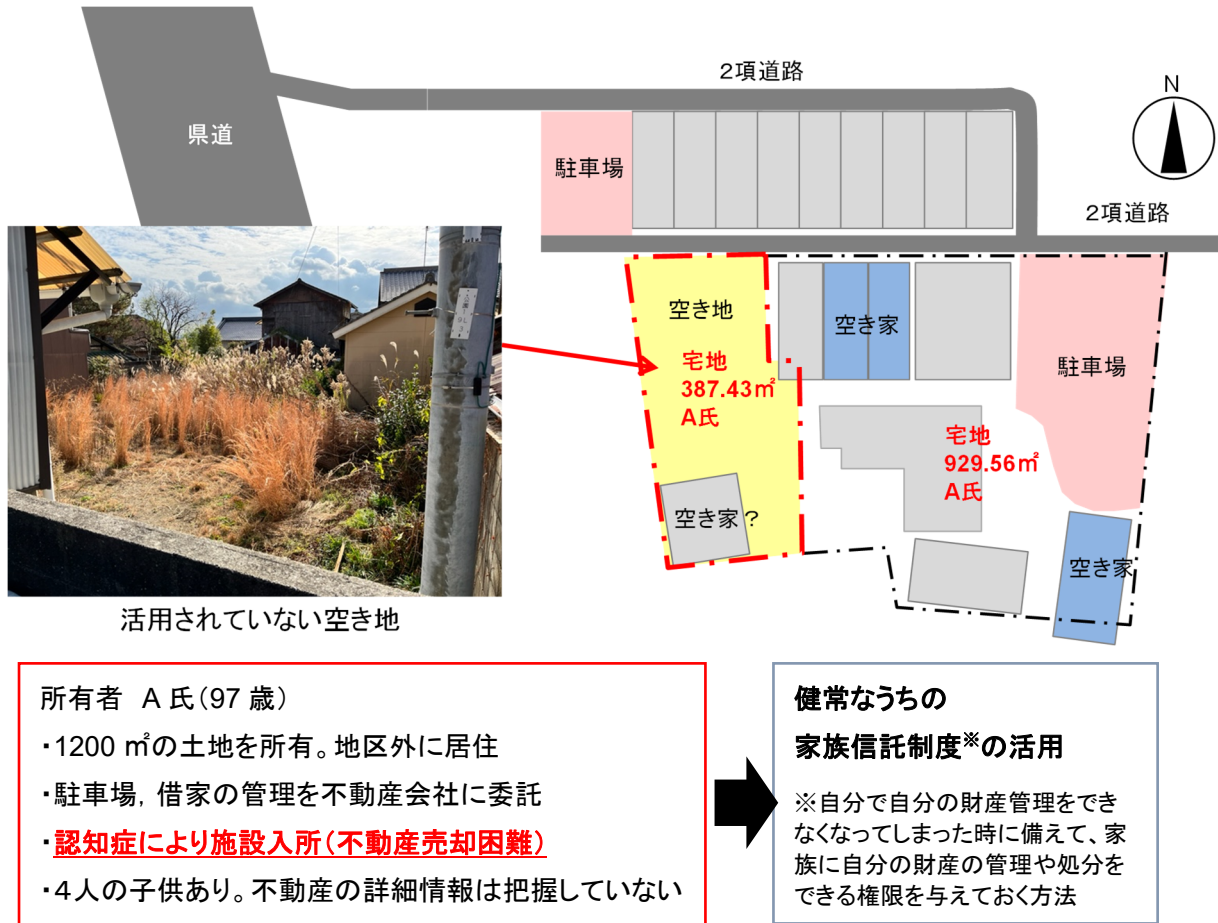 2項道路
N
県道
駐車場
2項道路
空き地
宅地
387.43㎡
A氏
空き家
駐車場
宅地
929.56㎡
A氏
空き家？
空き家
活用されていない空き地
所有者 A氏（97歳）
・1200 ㎡の土地を所有。地区外に居住
・駐車場，借家の管理を不動産会社に委託
・認知症により施設入所（不動産売却困難）
・4人の子供あり。不動産の詳細情報は把握していない
健常なうちの
家族信託制度※の活用
※自分で自分の財産管理をでき
なくなってしまった時に備えて、家
族に自分の財産の管理や処分を
できる権限を与えておく方法